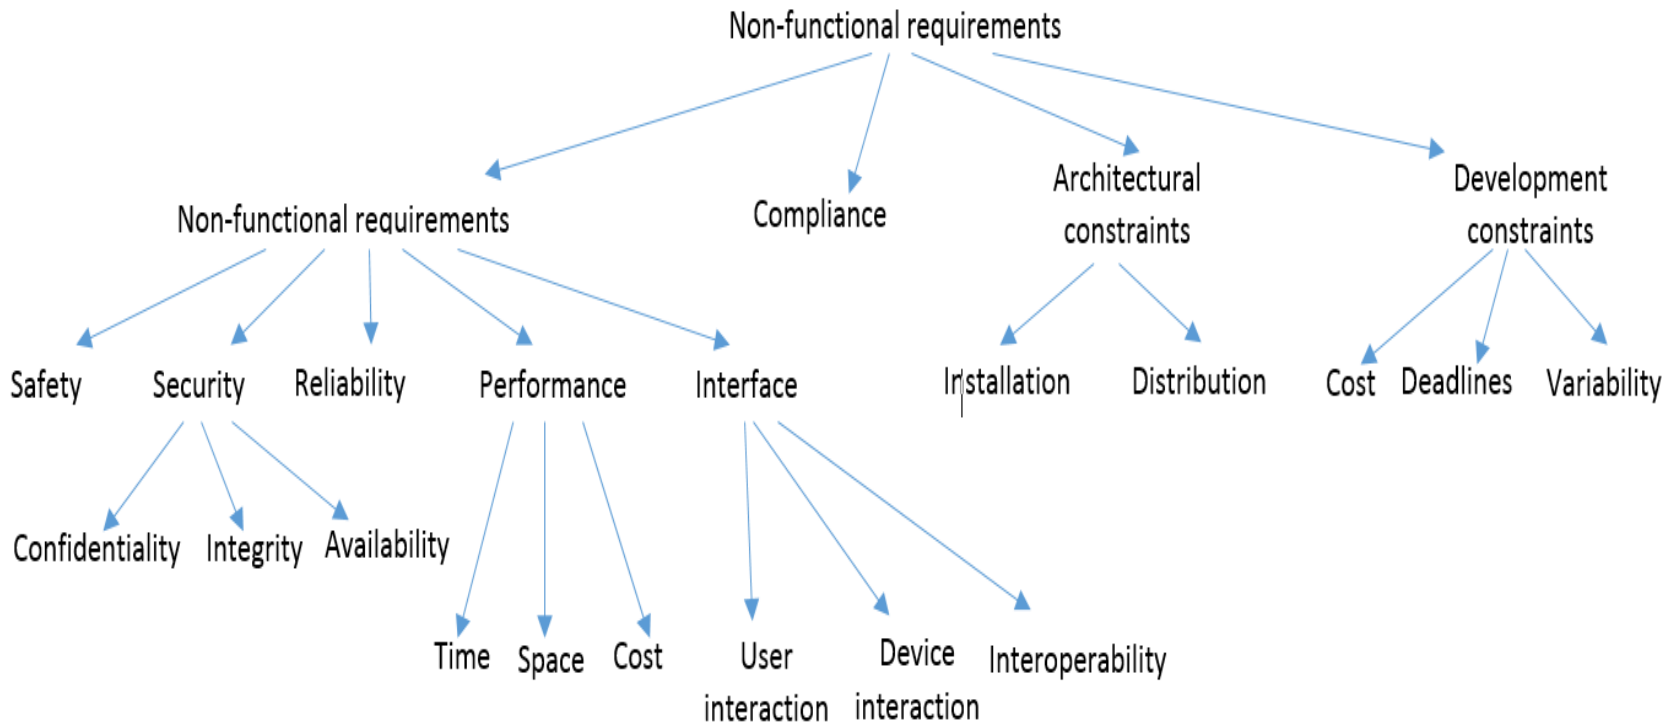 Non-functional requirements
Non-functional requirements
Compliance
Architectural
constraints
Development
constraints
Safety
Security
Reliability
Performance
Interface
Installation
Distribution
Cost
Deadlines
Variability
Confidentiality
Integrity
Availability
Time
Space
Cost
User
interaction
Device
interaction
Interoperability